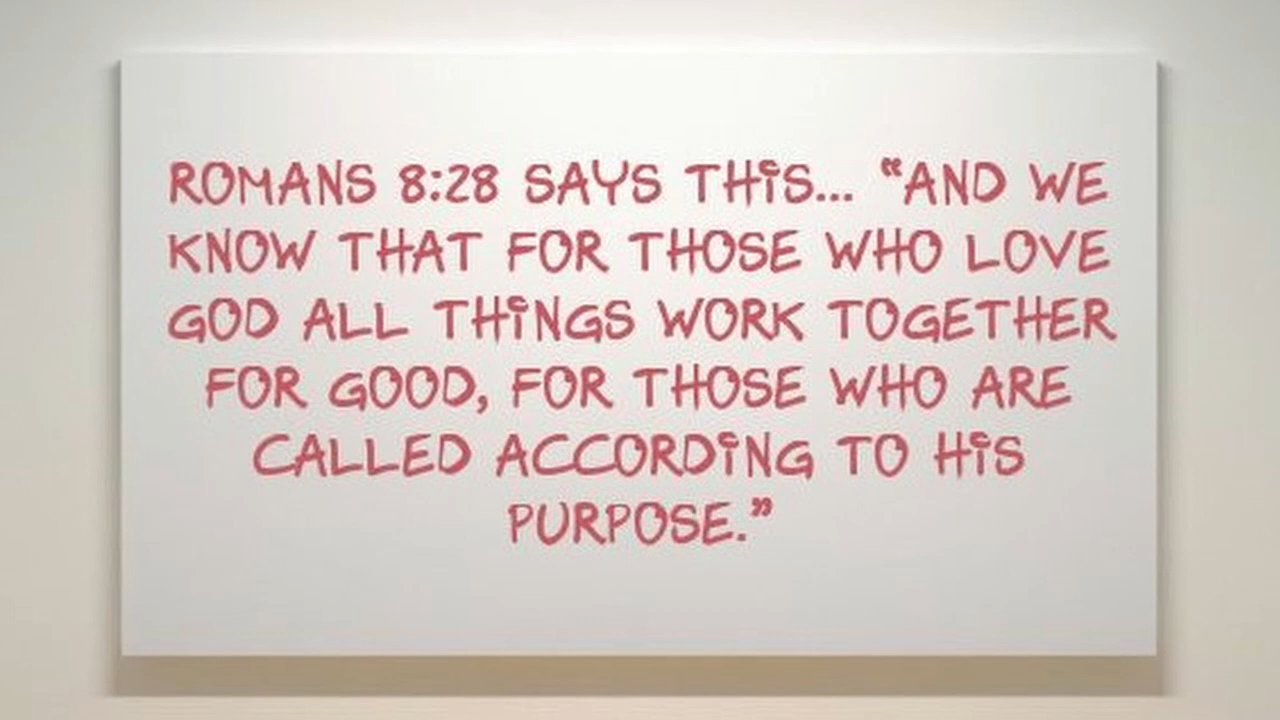 ROMANS 8:28 SAYS THiS... “AND WE
KNOW THAT FOR THOSE WHO LOVE
GOD ALL THiNGS WORK TOGETHER
FOR GOOD, FOR THOSE WHO ARE
CALLED ACCORDiNG TO HiS
PURPOSE.”